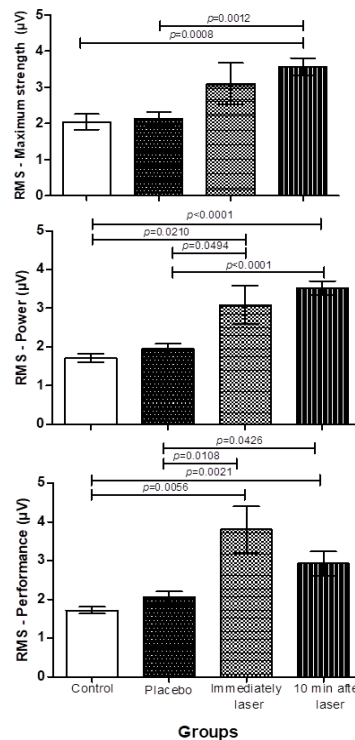 p=0.0012
p=0.0008
RMS - Maximum strength (µV)
5
4
3
2
1
0
p<0.0001
p=0.0210
p=0.0494
p<0.0001
RMS - Power (µV)
5
4
3
2
1
0
p=0.0426
p=0.0108
p=0.0021
p=0.0056
RMS - Performance (µV)
5
4
3
2
1
0
Control Placebo Immediately laser 10 min after laser
Groups